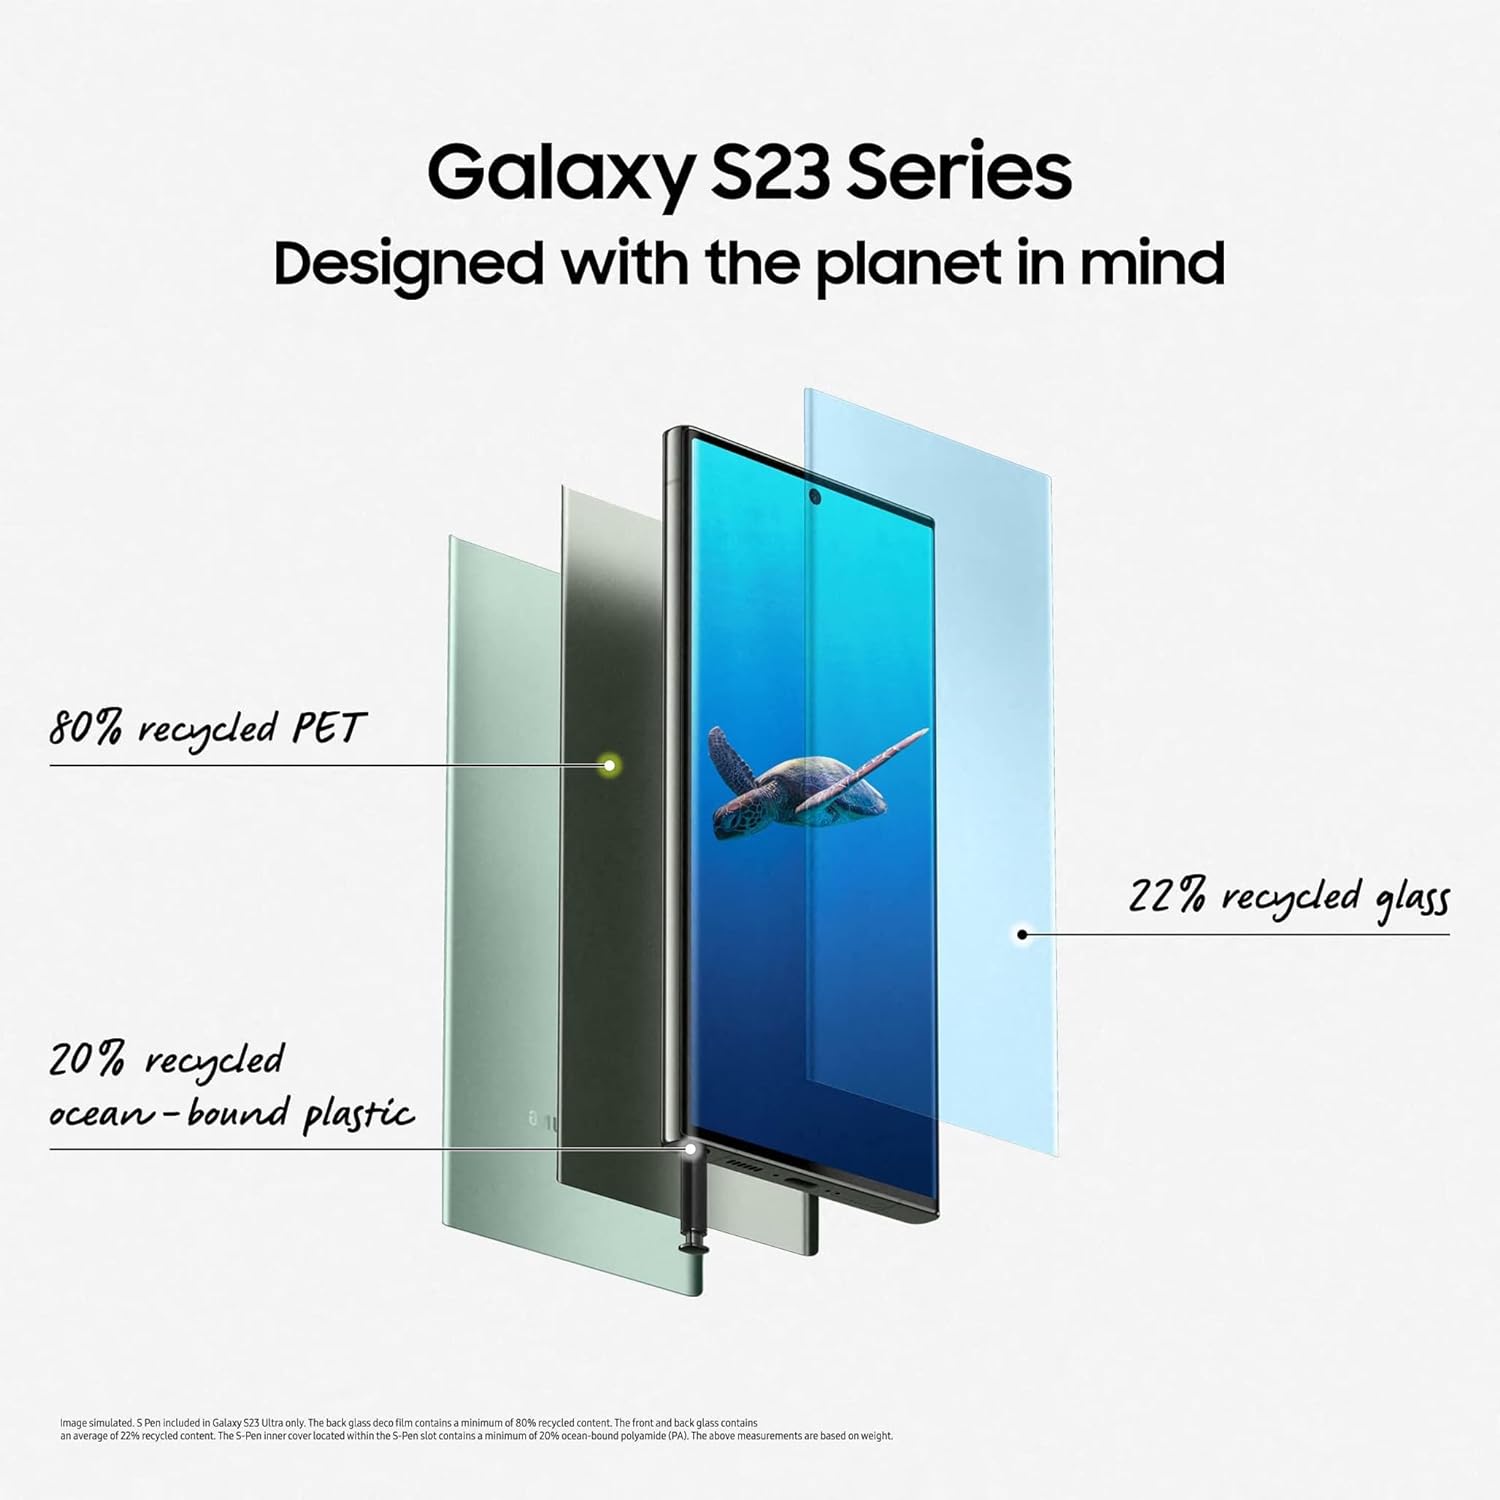 Galaxy S23 Series
Designed with the planet in mind
80% recycled PET
22% recycled glass
20% recycled
ocean-bound plastic
Image simulated. S Pen included in Galaxy S23 Ultra only. The back glass deco film contains a minimum of 80% recycled content. The front and back glass contains
an average of 22% recycled content. The S-Pen inner cover located within the S-Pen slot contains a minimum of 20% ocean-bound polyamide (PA). The above measurements are based on weight.